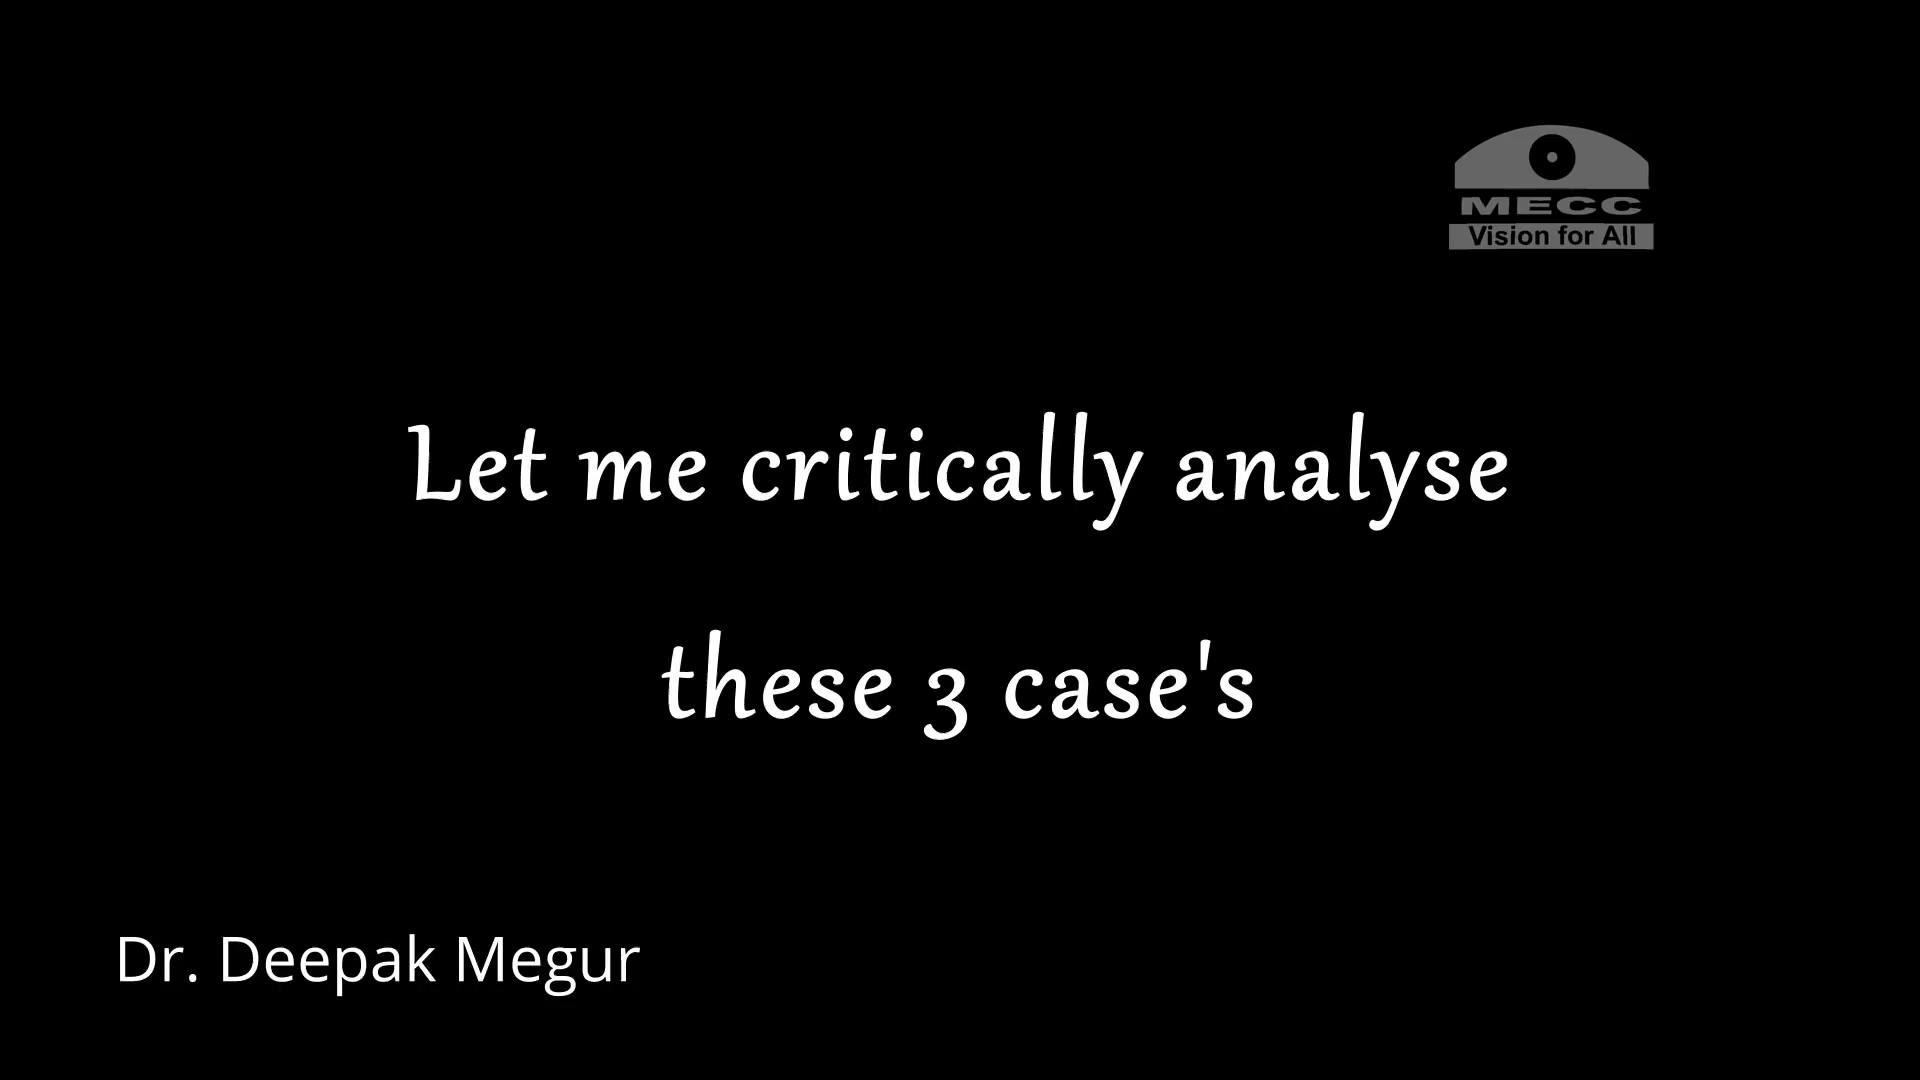 MECC
Vision for All
Let me critically analyse
these 3 case's
Dr. Deepak Megur